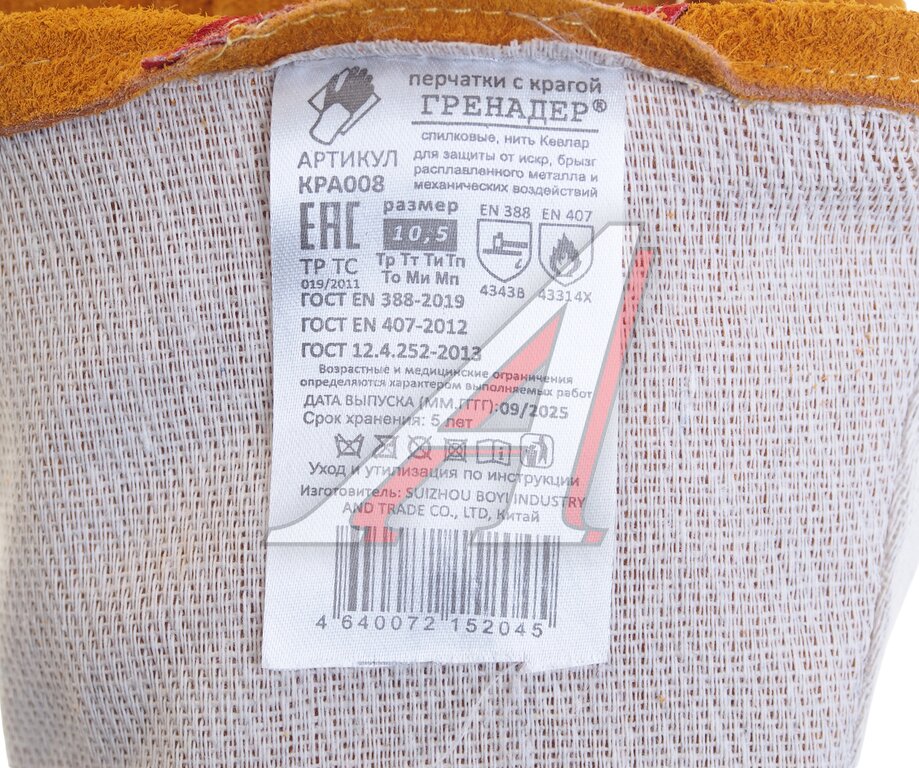 перчатки с крагой
ГРЕНАДЕР®
спилковые, нить Кевлар
для защиты от искр, брызг
расплавленного металла и
механических воздействий
АРТИКУЛ
КРА008
EAC
ТР ТС
019/2011
размер
10,5
Тр Тт Ти Тп
То Ми Мп
EN 388 EN 407
4343В 43314Х
ГОСТ EN 388-2019
ГОСТ EN 407-2012
ГОСТ 12.4.252-2013
Возрастные и медицинские ограничения
определяются характером выполняемых работ
ДАТА ВЫПУСКА (ММ.ГГГГ):09/2025
Срок хранения: 5 лет
Уход и утилизация по инструкции
Изготовитель: SUIZHOU BOYI INDUSTRY
AND TRADE CO., LTD, Китай
4 640072 152045